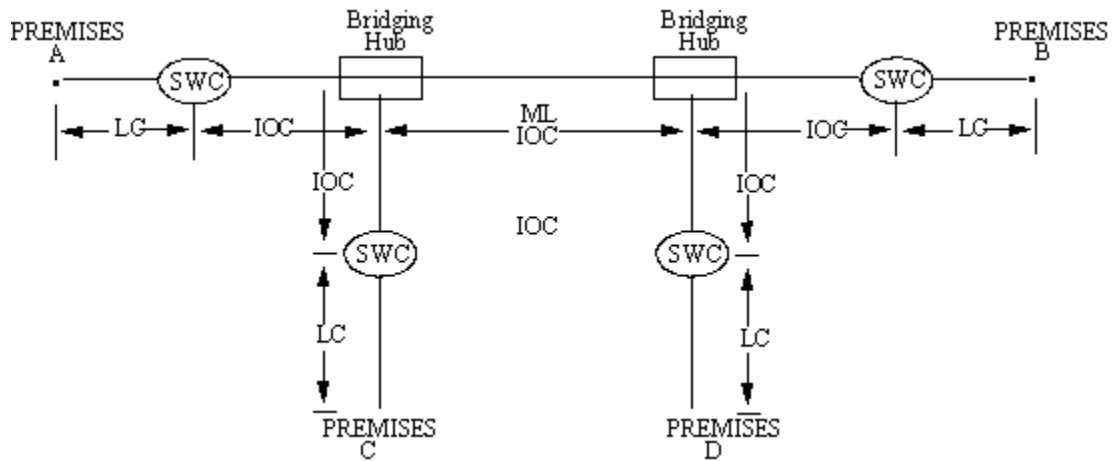 Bridging
Hub
Bridging
Hub
PREMISES
A
PREMISES
B
SWC
SWC
ML
IOC
LC
IOC
IOC
LC
IOC
IOC
IOC
SWC
SWC
LC
LC
PREMISES
C
PREMISES
D